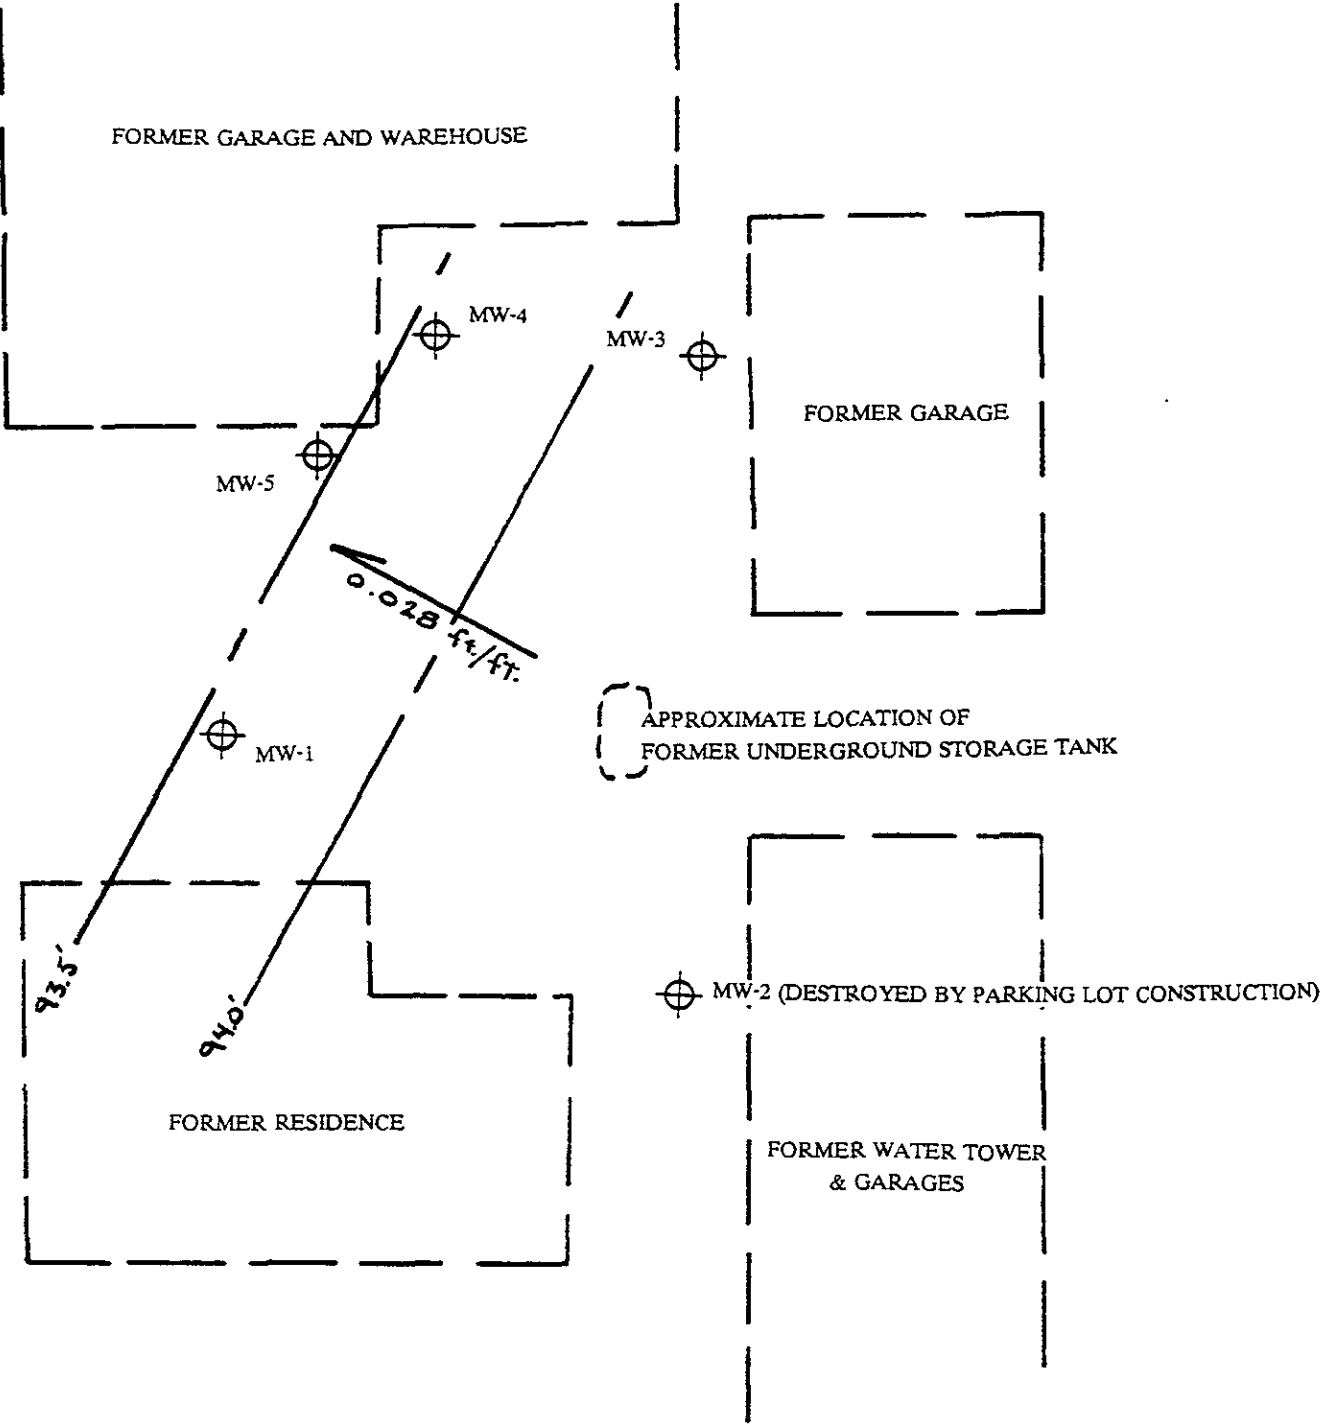 FORMER GARAGE AND WAREHOUSE
MW-4
MW-3
FORMER GARAGE
MW-5
0.028 ft./ft.
APPROXIMATE LOCATION OF
FORMER UNDERGROUND STORAGE TANK
MW-1
93.5'
94.0'
MW-2 (DESTROYED BY PARKING LOT CONSTRUCTION)
FORMER RESIDENCE
FORMER WATER TOWER
& GARAGES